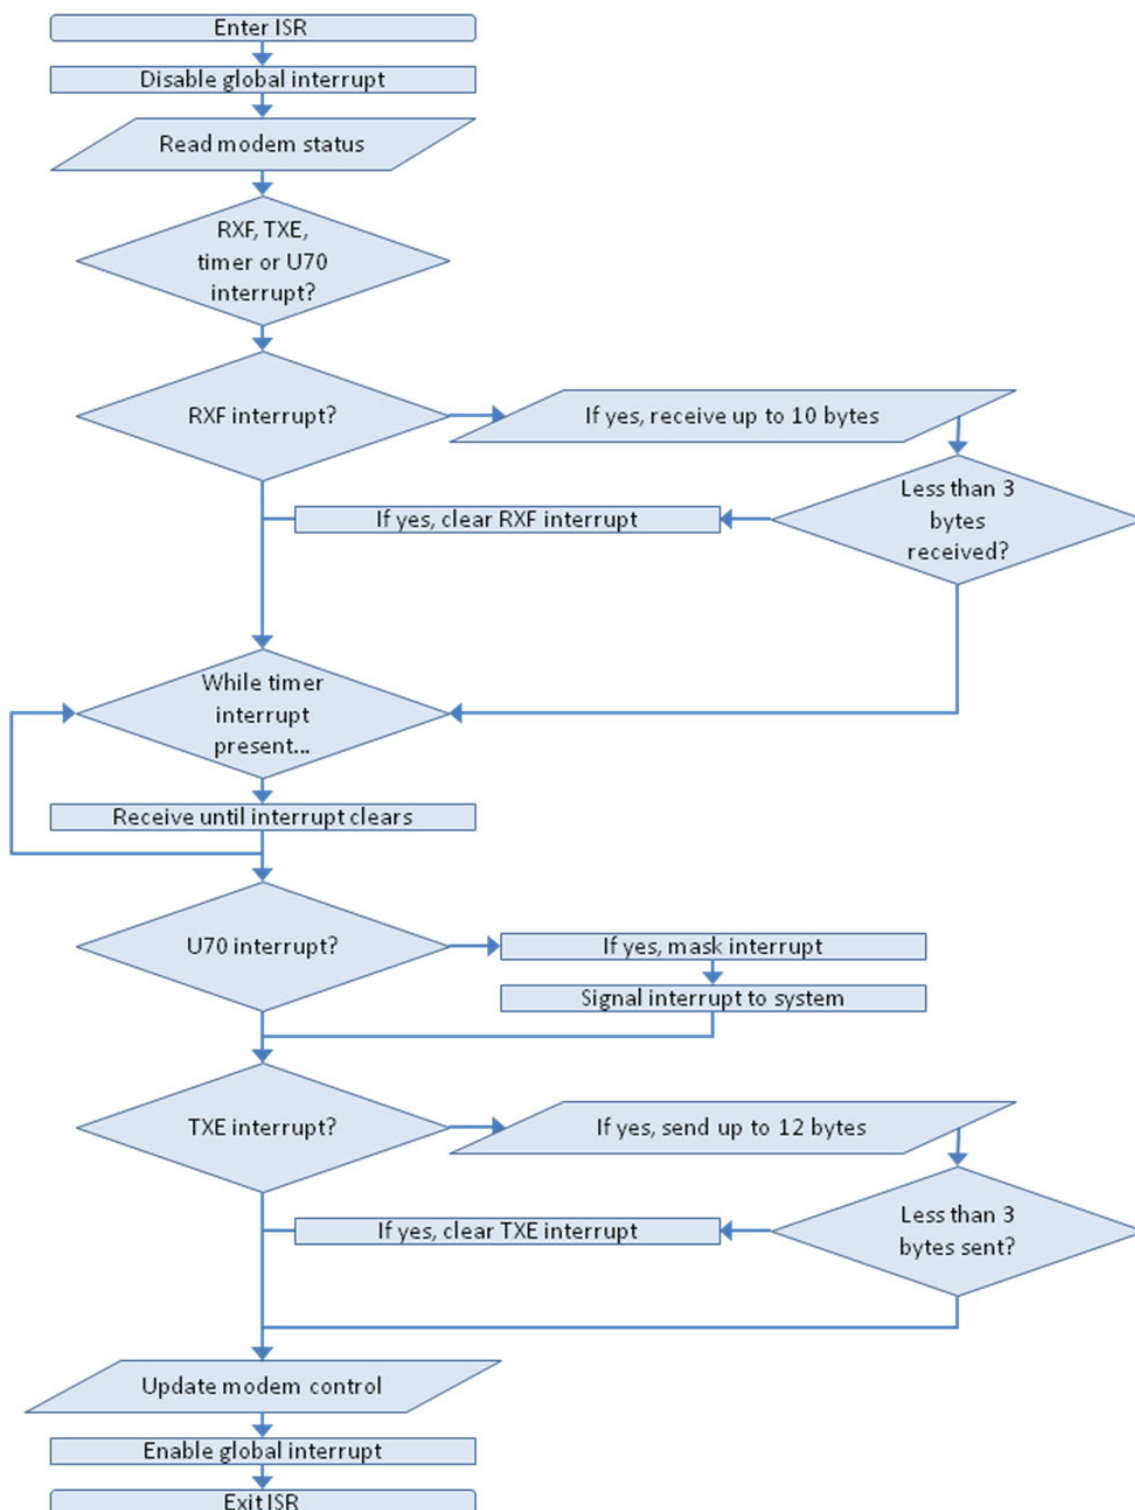 Enter ISR
Disable global interrupt
Read modem status
RXF, TXE,
timer or U70
interrupt?
RXF interrupt?
If yes, receive up to 10 bytes
Less than 3
bytes
received?
If yes, clear RXF interrupt
While timer
interrupt
present...
Receive until interrupt clears
U70 interrupt?
If yes, mask interrupt
Signal interrupt to system
TXE interrupt?
If yes, send up to 12 bytes
Less than 3
bytes sent?
If yes, clear TXE interrupt
Update modem control
Enable global interrupt
Exit ISR